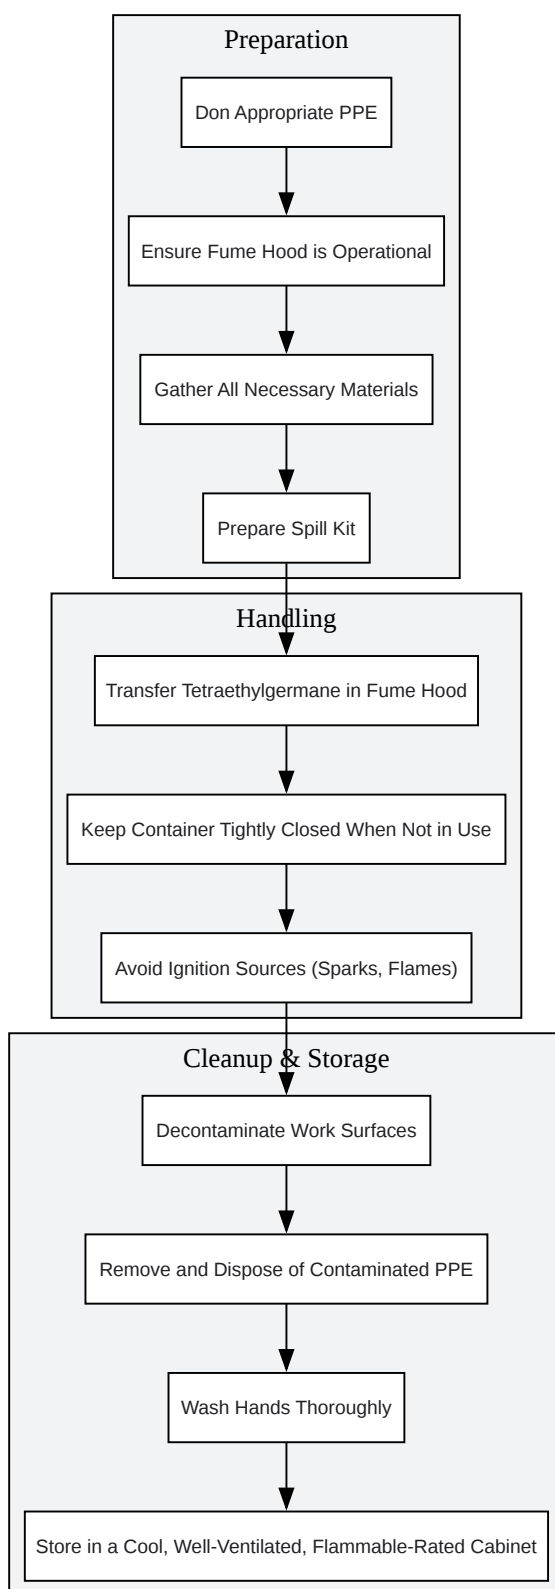 Preparation
Don Appropriate PPE
Ensure Fume Hood is Operational
Gather All Necessary Materials
Prepare Spill Kit
Handling
Transfer Tetraethylgermane in Fume Hood
Keep Container Tightly Closed When Not in Use
Avoid Ignition Sources (Sparks, Flames)
Cleanup & Storage
Decontaminate Work Surfaces
Remove and Dispose of Contaminated PPE
Wash Hands Thoroughly
Store in a Cool, Well-Ventilated, Flammable-Rated Cabinet